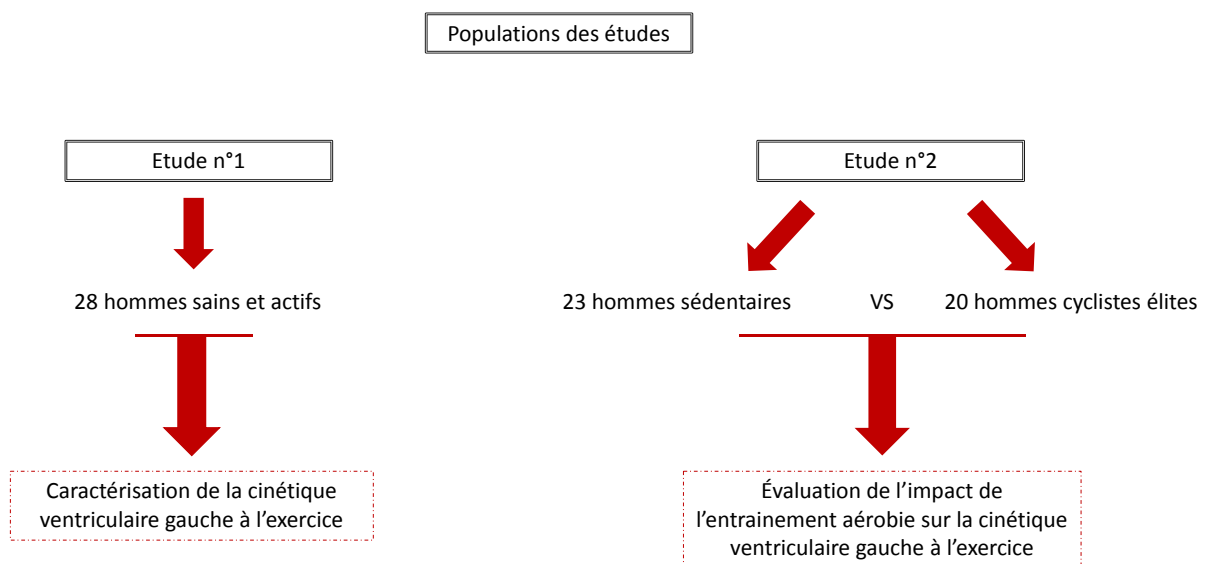 Populations des études
Etude n°1
Etude n°2
28 hommes sains et actifs
23 hommes sédentaires
VS
20 hommes cyclistes élites
Caractérisation de la cinétique
ventriculaire gauche à l’exercice
Évaluation de l’impact de
l’entrainement aérobie sur la cinétique
ventriculaire gauche à l’exercice